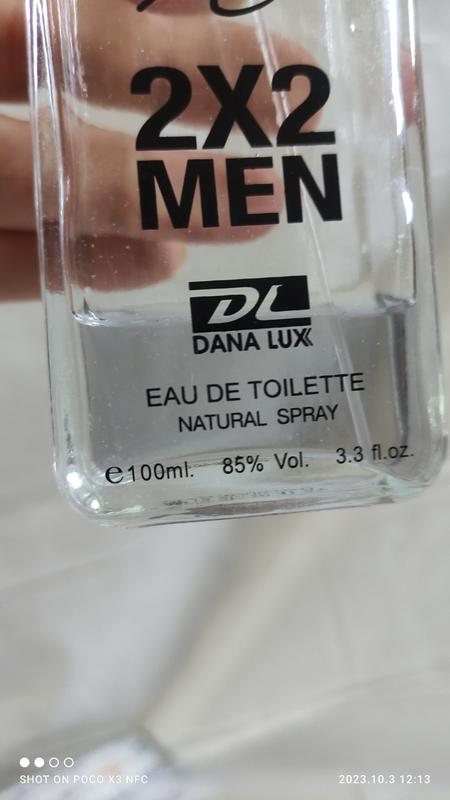 2X2
MEN
DL
DANA LUX
EAU DE TOILETTE
NATURAL SPRAY
e100ml. 85% Vol. 3.3 fl.oz.
SHOT ON POCO X3 NFC
2023.10.3 12:13